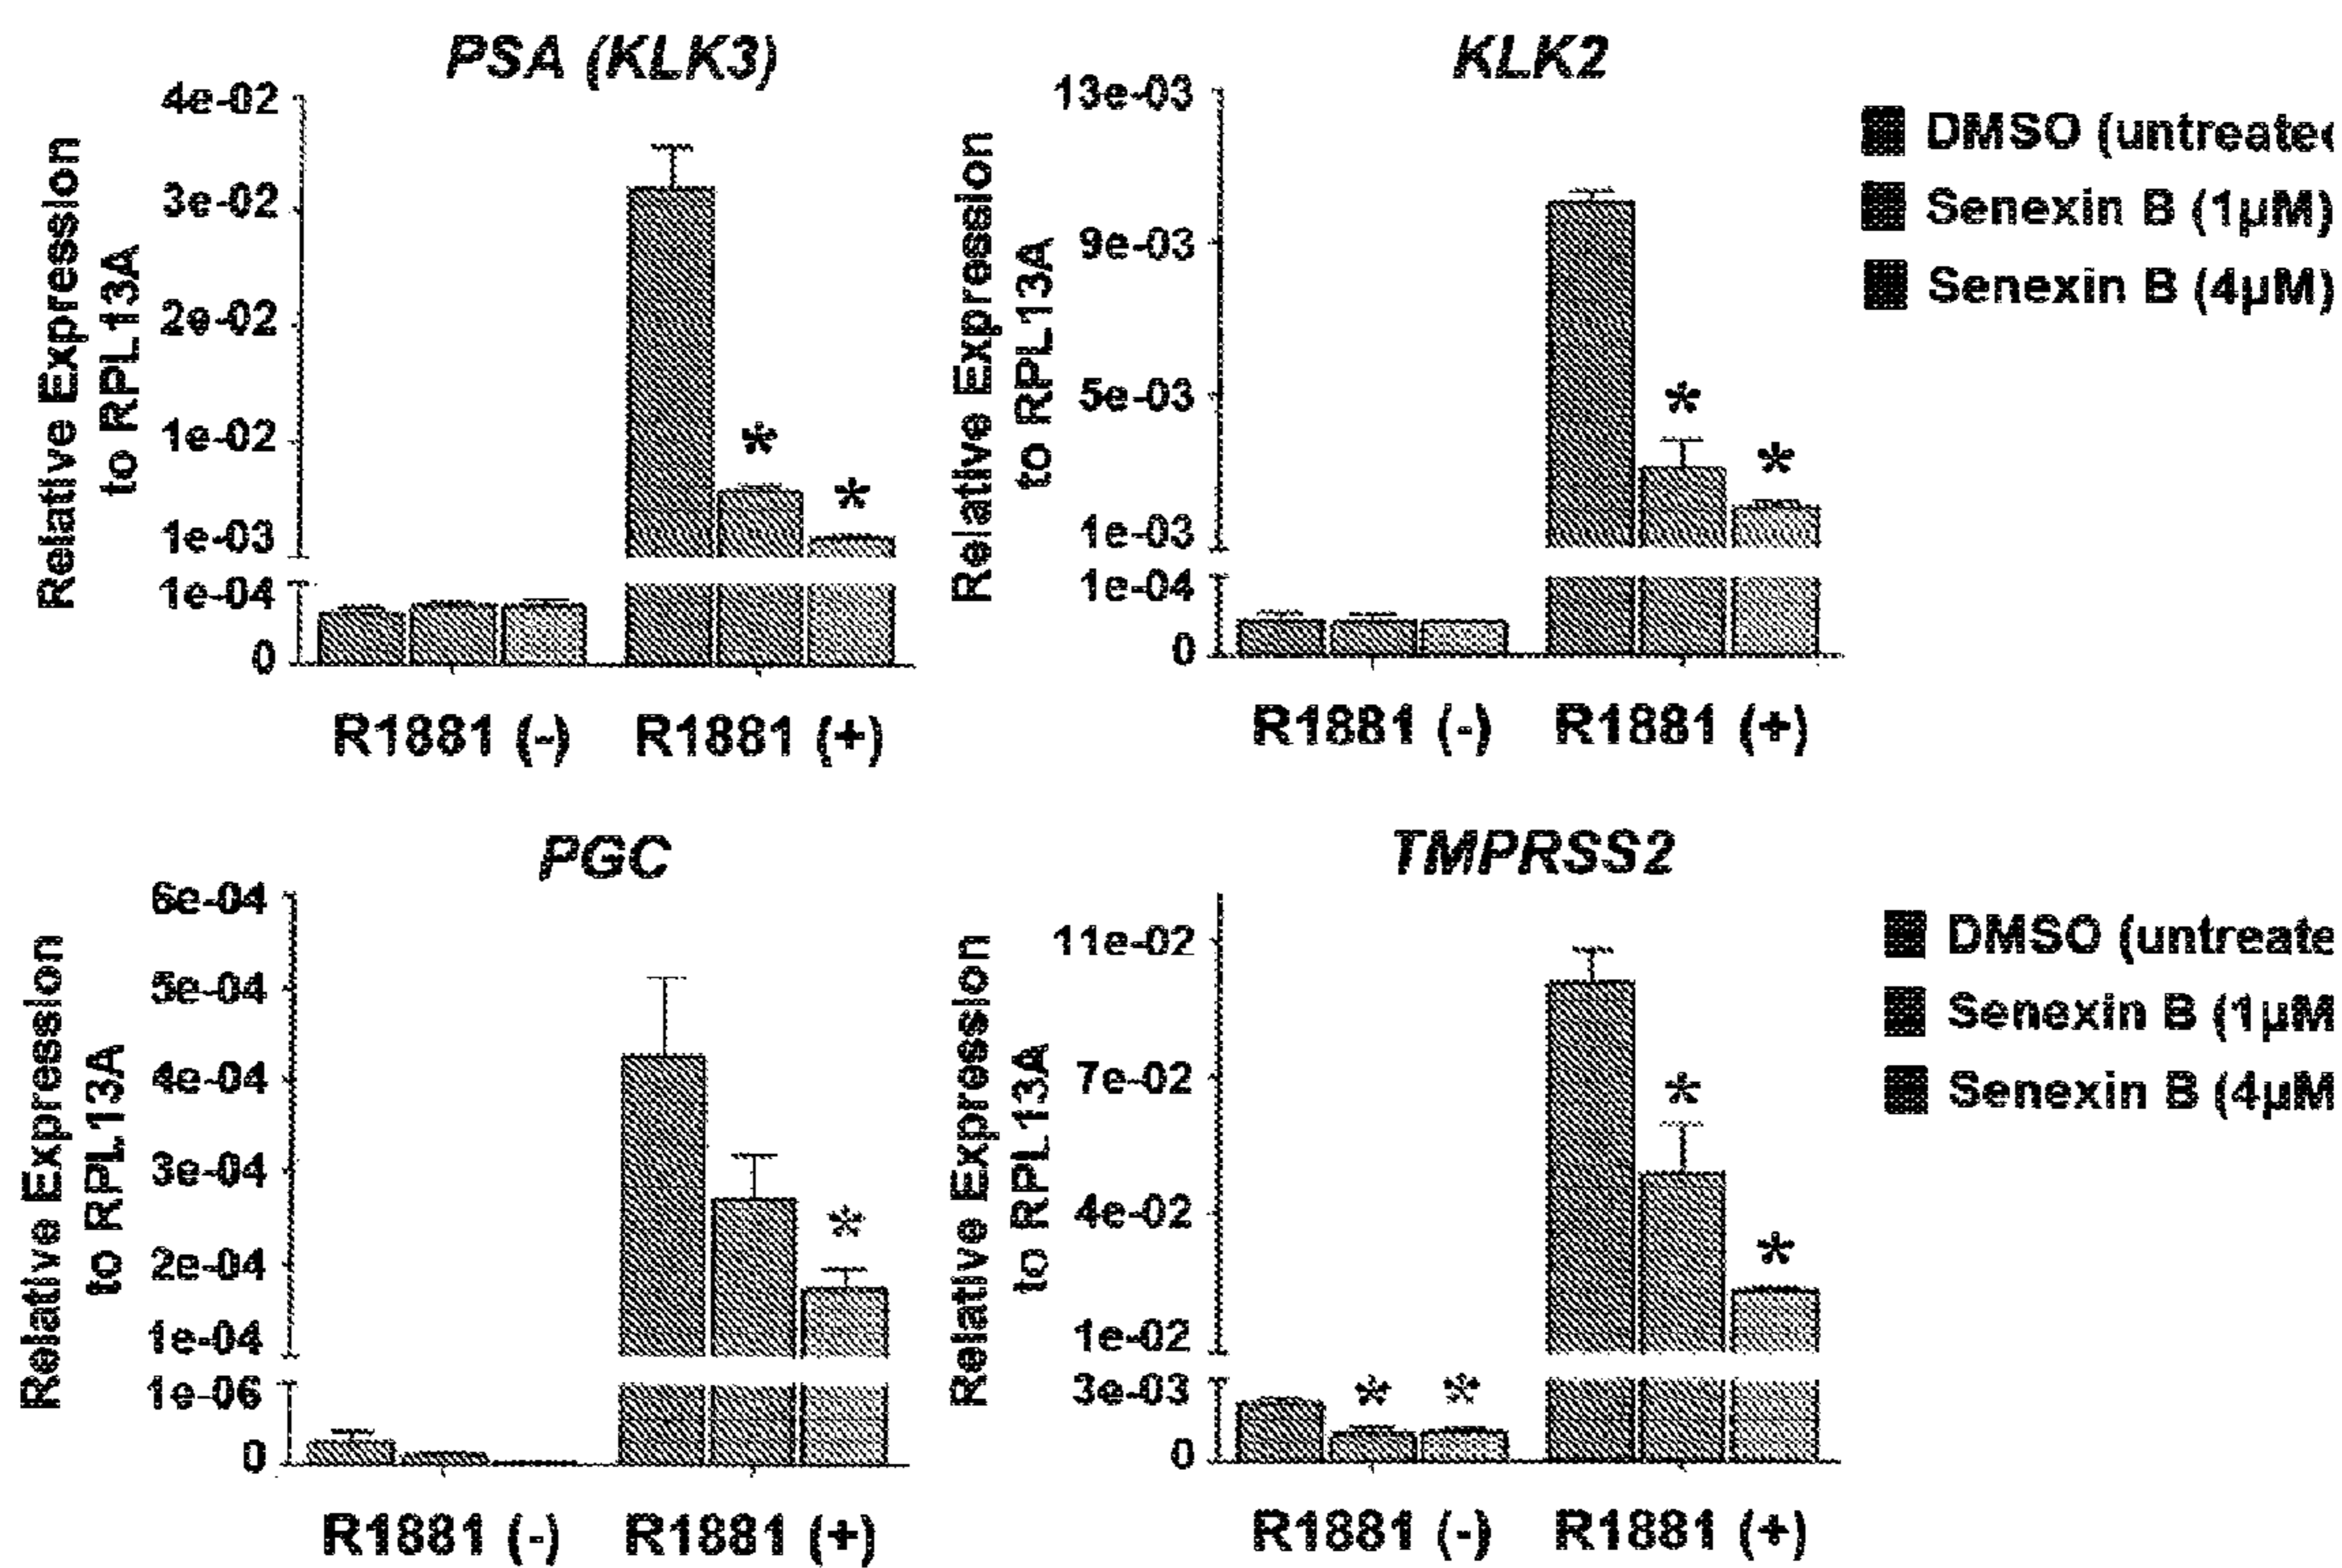 PSA (KLK3)
Relative Expression
to RPL13A
4e-02
3e-02
2e-02
1e-02
1e-03
1e-04
0
*
*
R1881 (-)
R1881 (+)
KLK2
Relative Expression
to RPL13A
13e-03
9e-03
5e-03
1e-03
1e-04
0
*
*
R1881 (-)
R1881 (+)
DMSO (untreated
Senexin B (1µM)
Senexin B (4µM)
PGC
Relative Expression
to RPL13A
6e-04
5e-04
4e-04
3e-04
2e-04
1e-04
1e-06
0
*
R1881 (-)
R1881 (+)
TMPRSS2
Relative Expression
to RPL13A
11e-02
7e-02
4e-02
1e-02
3e-03
0
*
*
*
*
R1881 (-)
R1881 (+)
DMSO (untreate
Senexin B (1µM
Senexin B (4µM